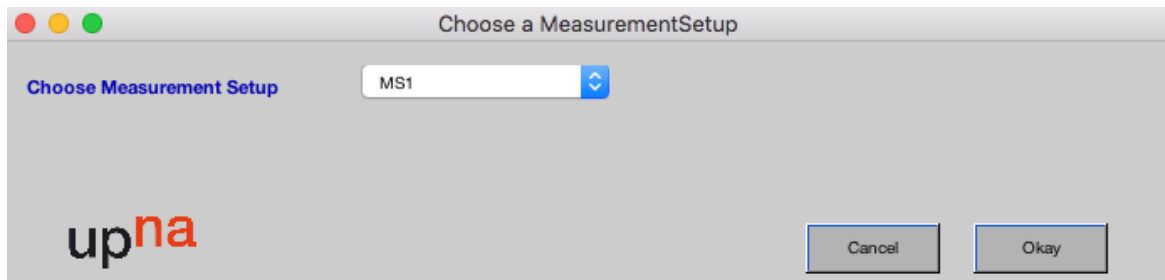 Choose a MeasurementSetup
Choose Measurement Setup MS1
upna
Cancel Okay